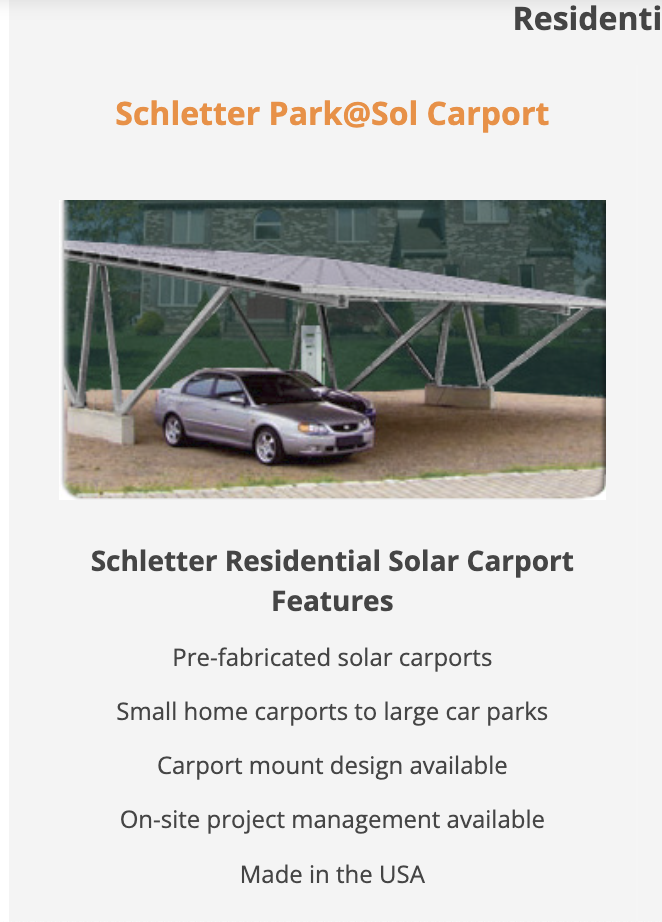 Residenti
Schletter Park@Sol Carport
Schletter Residential Solar Carport
Features
Pre-fabricated solar carports
Small home carports to large car parks
Carport mount design available
On-site project management available
Made in the USA